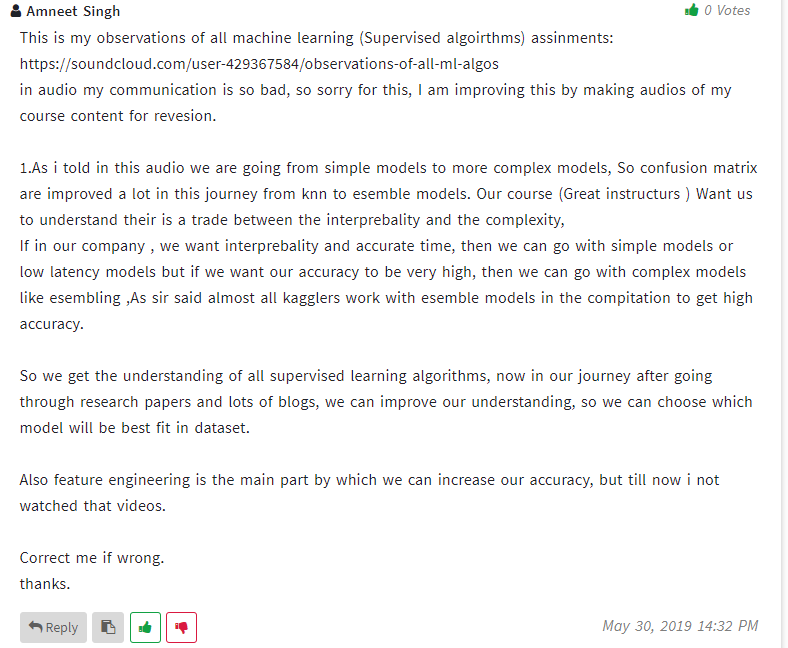 Amneet Singh
0 Votes
This is my observations of all machine learning (Supervised algoirthms) assinments:
https://soundcloud.com/user-429367584/observations-of-all-ml-algos
in audio my communication is so bad, so sorry for this, I am improving this by making audios of my
course content for revesion.
1.As i told in this audio we are going from simple models to more complex models, So confusion matrix
are improved a lot in this journey from knn to esemble models. Our course (Great instructurs ) Want us
to understand their is a trade between the interprebality and the complexity,
If in our company , we want interprebality and accurate time, then we can go with simple models or
low latency models but if we want our accuracy to be very high, then we can go with complex models
like esembling ,As sir said almost all kagglers work with esemble models in the compitation to get high
accuracy.
So we get the understanding of all supervised learning algorithms, now in our journey after going
through research papers and lots of blogs, we can improve our understanding, so we can choose which
model will be best fit in dataset.
Also feature engineering is the main part by which we can increase our accuracy, but till now i not
watched that videos.
Correct me if wrong.
thanks.
Reply
May 30, 2019 14:32 PM